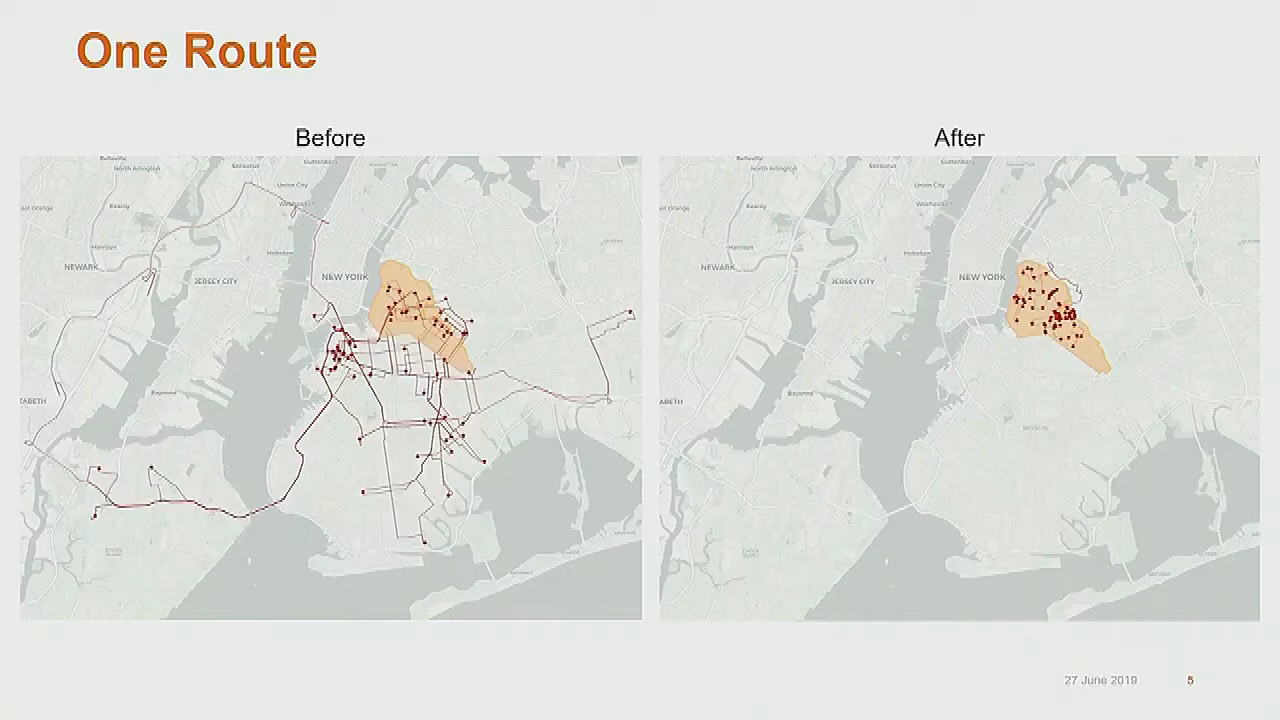 One Route
Before
After
Belleville
North Arlington
Secaucus
Guttenberg
Union City
Kearny
Weehawken
Harrison
Hoboken
NEWARK
JERSEY CITY
NEW YORK
Bayonne
North Arlington
Secaucus
Guttenberg
Union City
Kearny
Weehawken
Harrison
Hoboken
NEWARK
JERSEY CITY
NEW YORK
Bayonne
27 June 2019
5